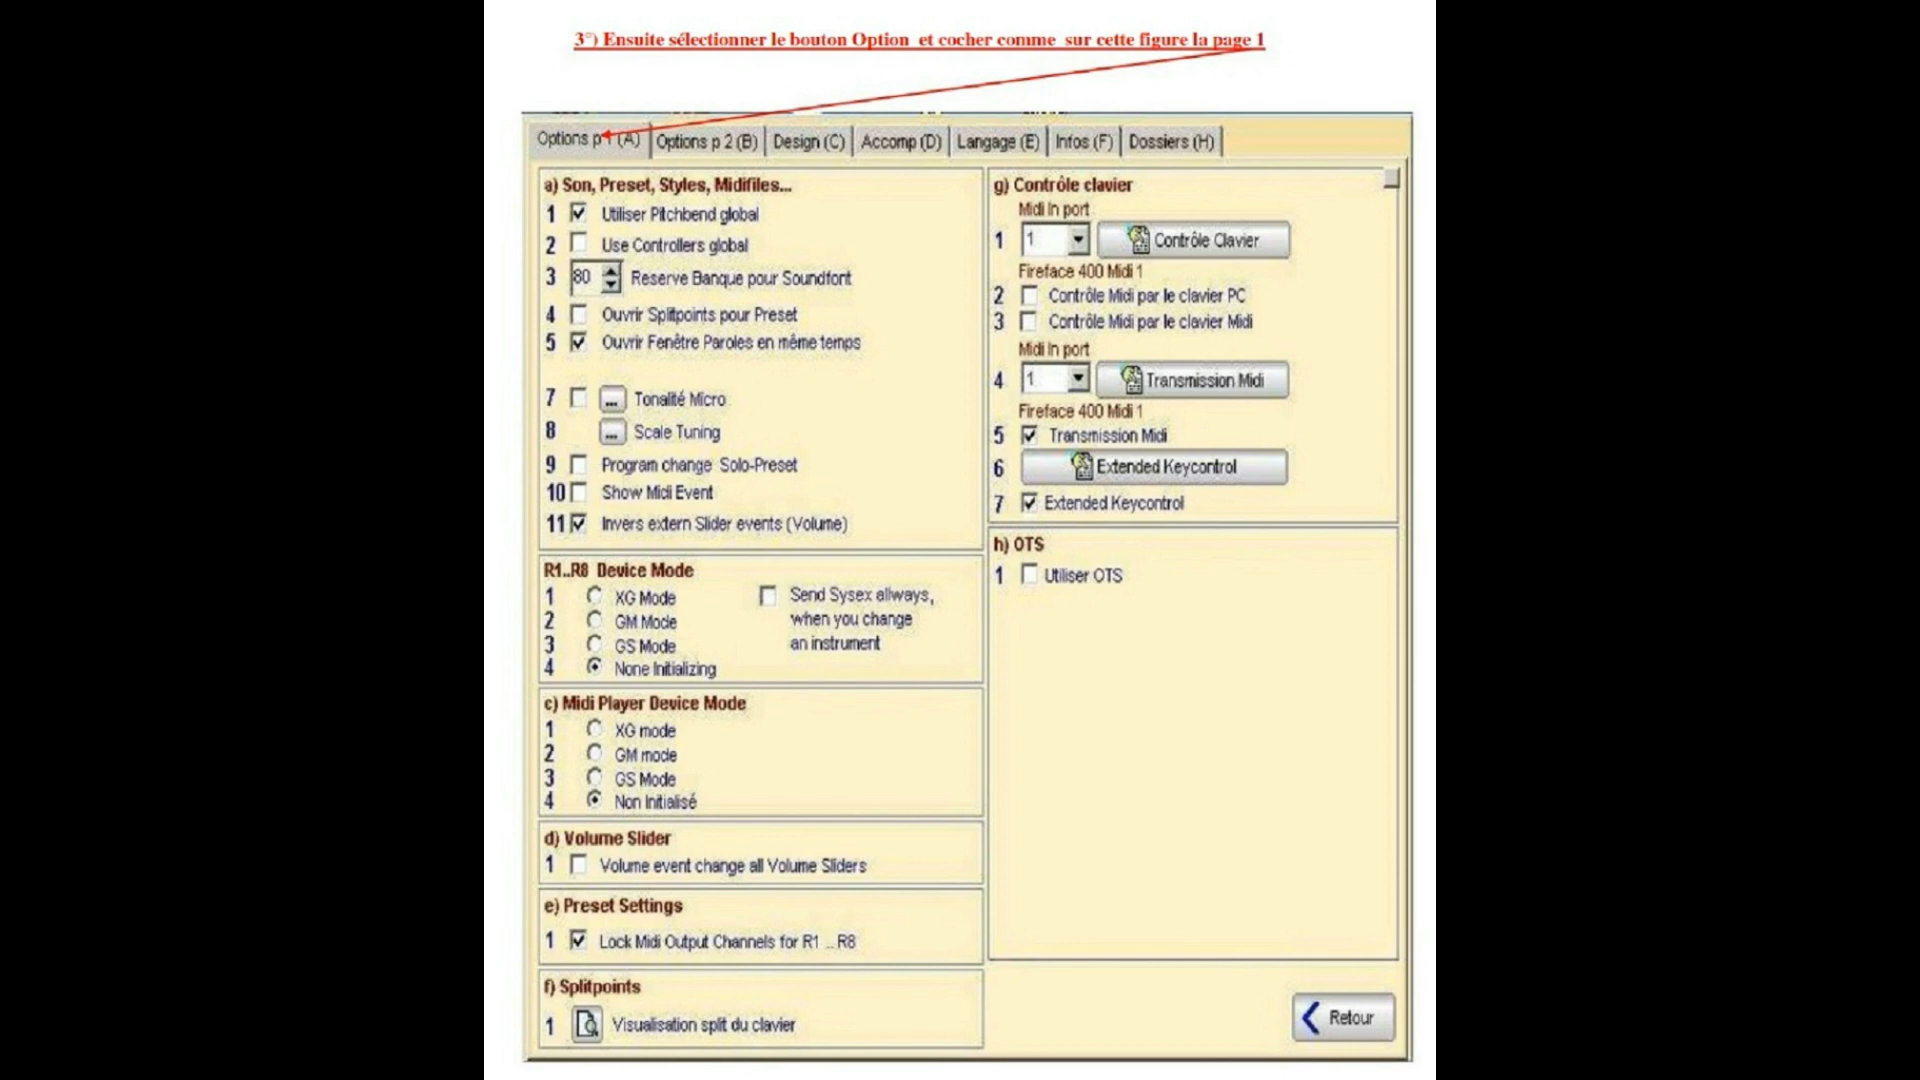 3°) Ensuite sélectionner le bouton Option et cocher comme sur cette figure la page 1
Options p 1 (A) Options p 2 (B) Design (C) Accomp (D) Langage (E) Infos (F) Dossiers (H)
a) Son, Preset, Styles, Midifiles...
1 Utiliser Pitchbend global
2 Use Controllers global
3 80 Reserve Banque pour Soundfort
4 Ouvrir Splitpoints pour Preset
5 Ouvrir Fenêtre Paroles en même temps
7 ... Tonalité Micro
8 ... Scale Tuning
9 Program change Solo-Preset
10 Show Midi Event
11 Invers extern Slider events (Volume)
R1..R8 Device Mode
1 XG Mode
2 GM Mode
3 GS Mode
4 None Initializing
Send Sysex allways,
when you change
an instrument
c) Midi Player Device Mode
1 XG mode
2 GM mode
3 GS Mode
4 Non Initialisé
d) Volume Slider
1 Volume event change all Volume Sliders
e) Preset Settings
1 Lock Midi Output Channels for R1 ... R8
f) Splitpoints
1 Visualisation split du clavier
g) Contrôle clavier
Midi In port
1 1 Contrôle Clavier
Fireface 400 Midi 1
2 Contrôle Midi par le clavier PC
3 Contrôle Midi par le clavier Midi
Midi In port
4 1 Transmission Midi
Fireface 400 Midi 1
5 Transmission Midi
6 Extended Keycontrol
7 Extended Keycontrol
h) OTS
1 Utiliser OTS
Retour